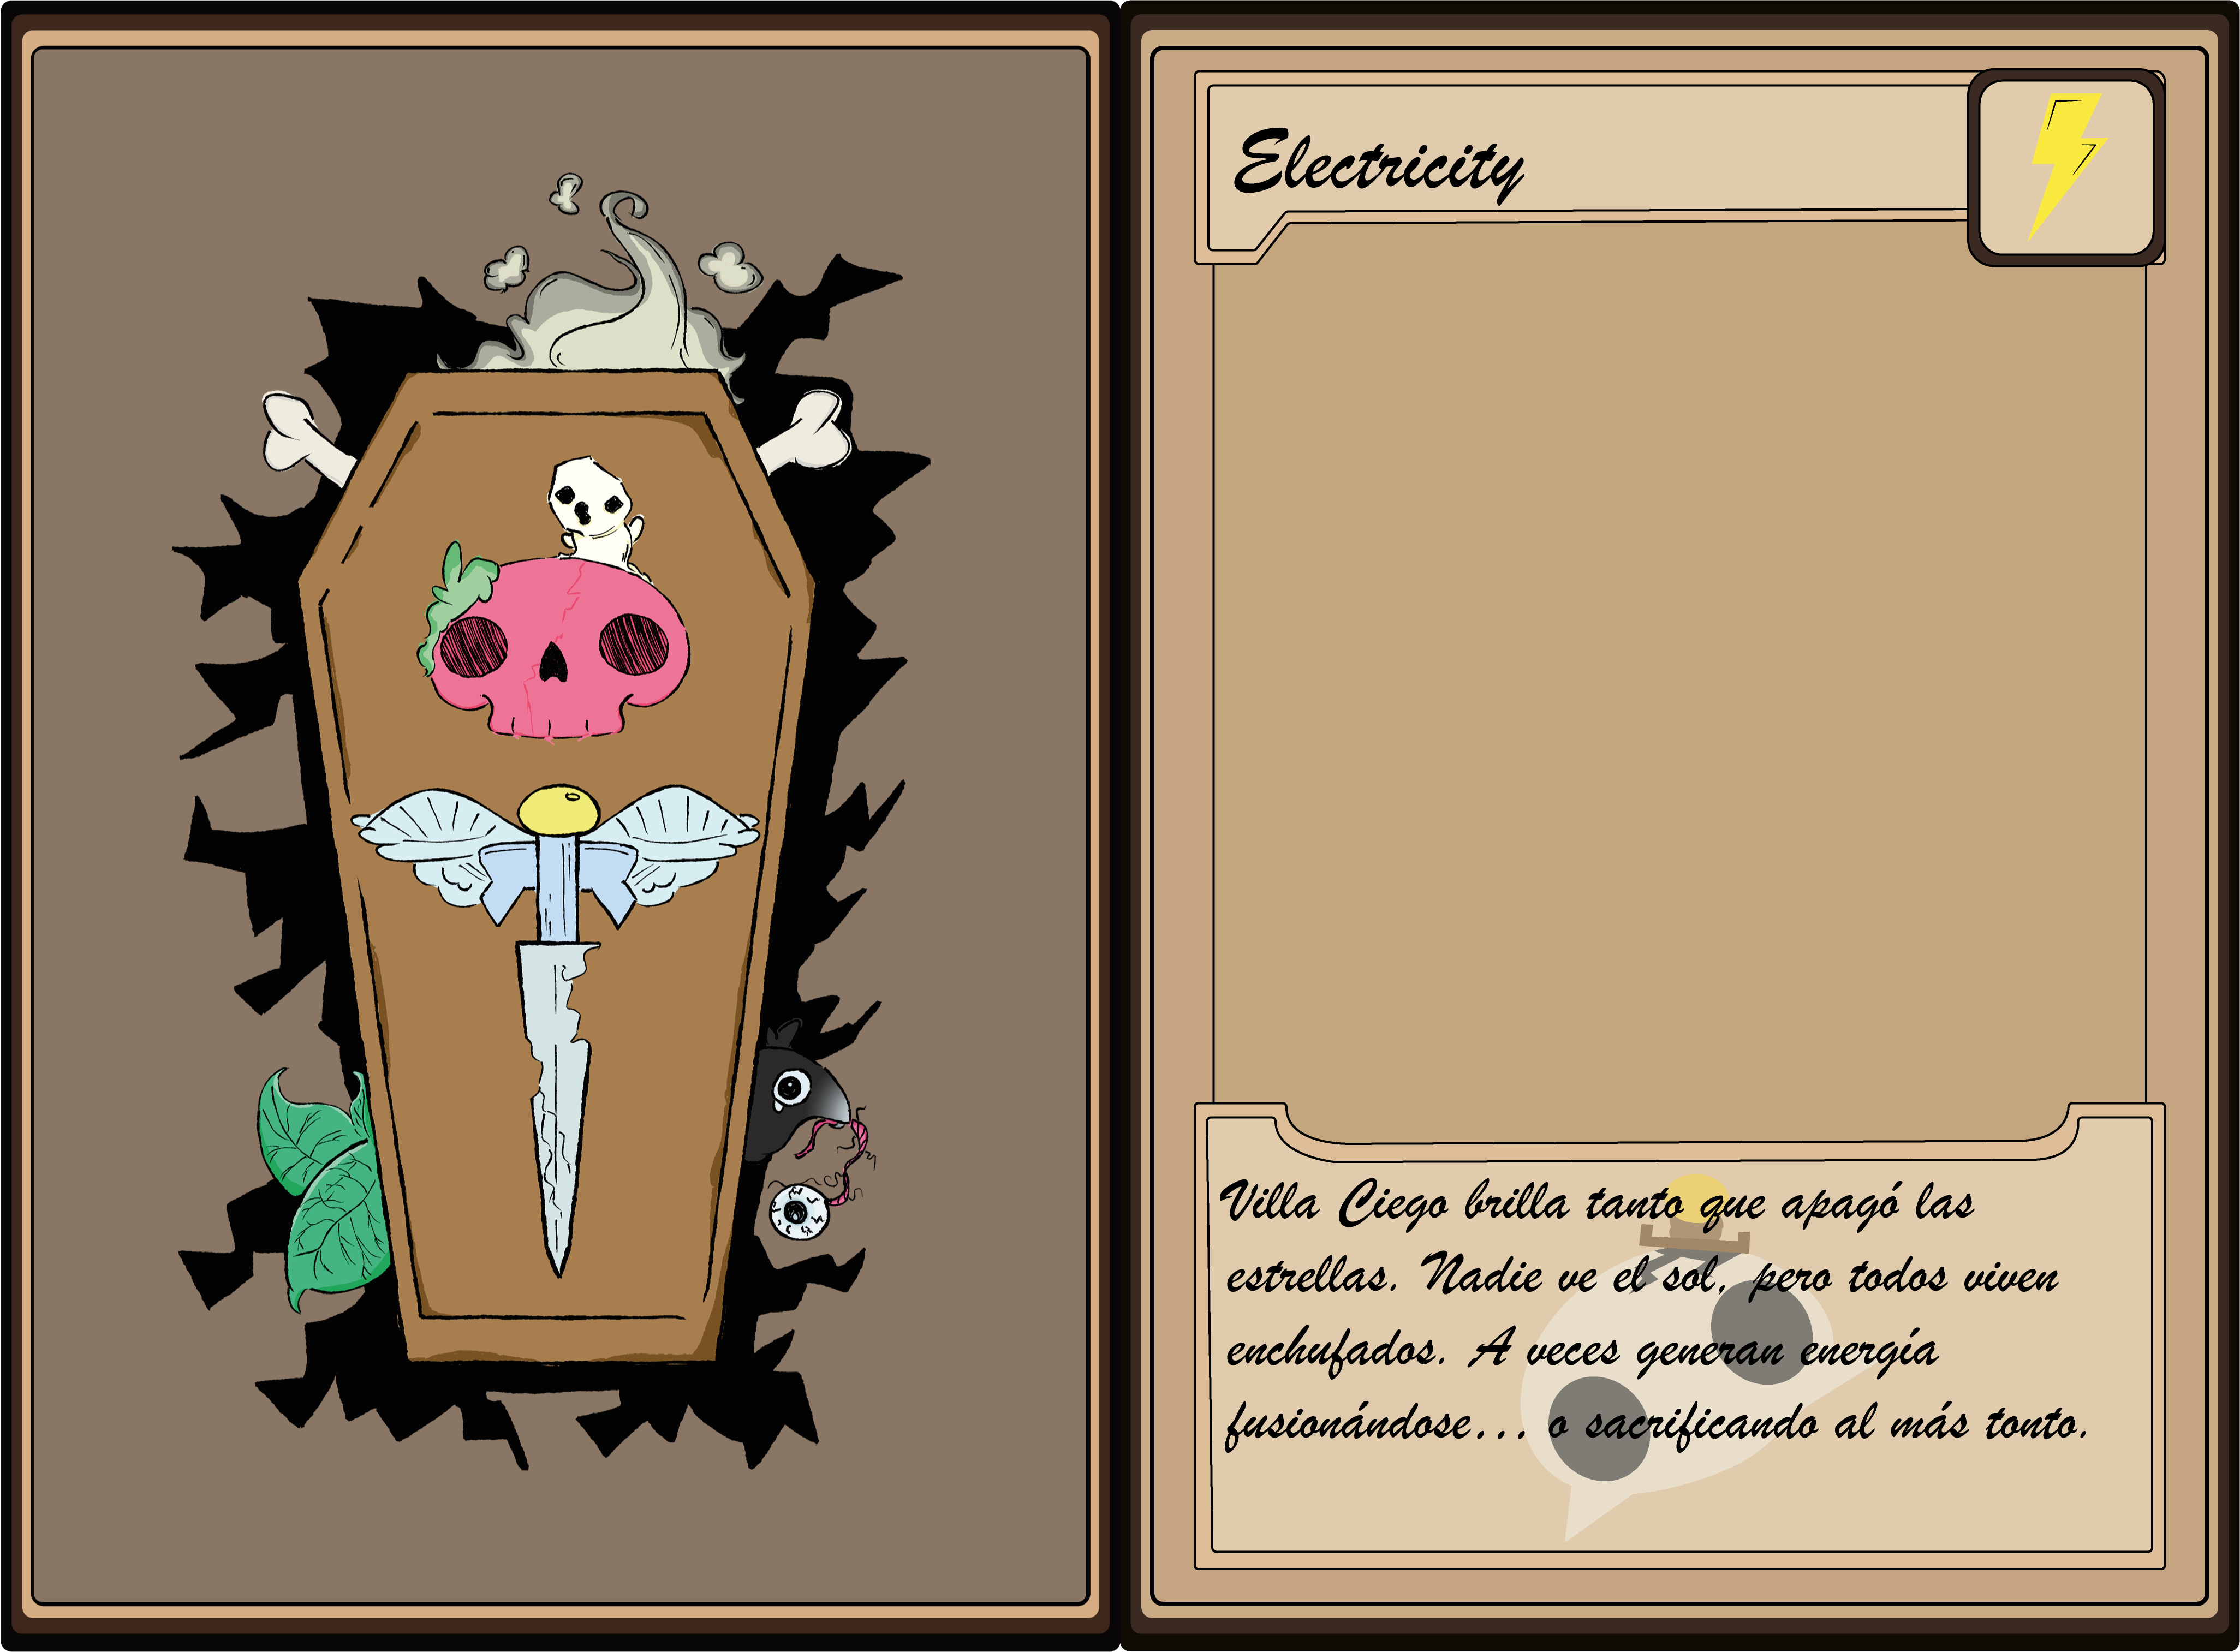 Electricity
Villa Ciego brilla tanto que apagó las
estrellas. Nadie ve el sol, pero todos viven
enchufados. A veces generan energía
fusionándose... o sacrificando al más tonto.